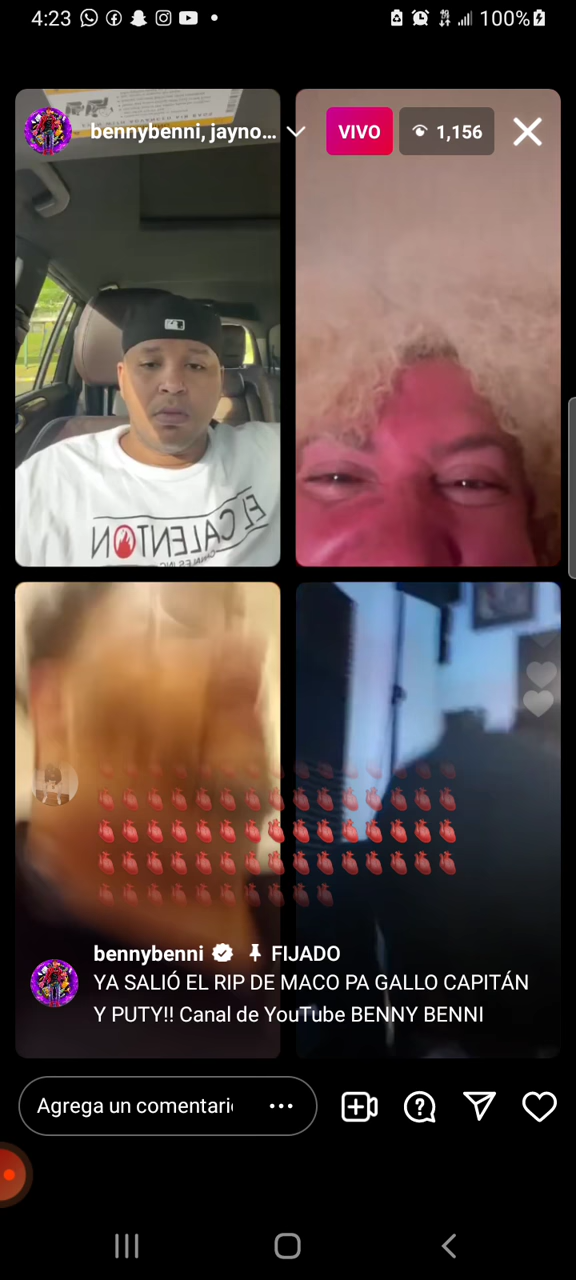 4:23
100%
bennybenni, jayno...
VIVO
1,156
EL CALENTON
bennybenni FIJADO
YA SALIÓ EL RIP DE MACO PA GALLO CAPITÁN
Y PUTY!! Canal de YouTube BENNY BENNI
Agrega un comentari